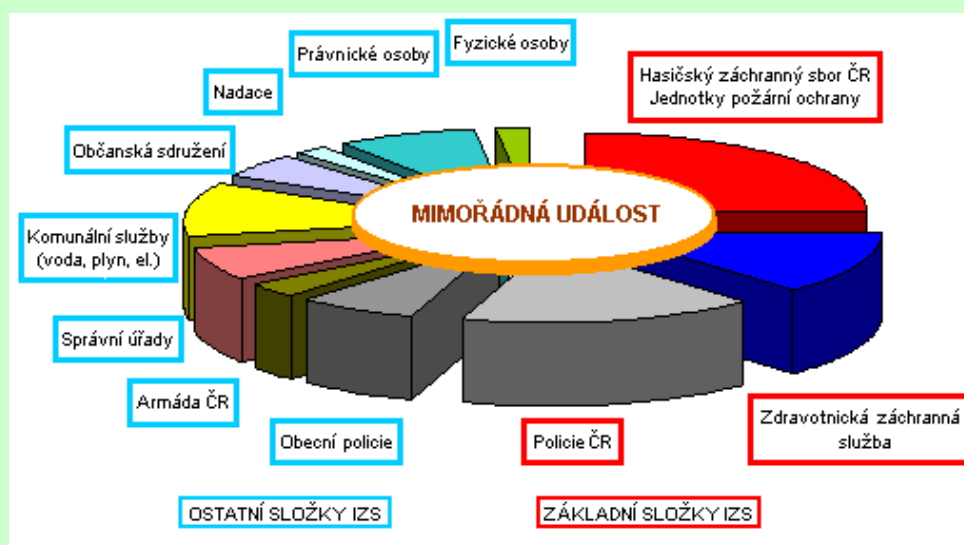 Fyzické osoby
Právnické osoby
Nadace
Občanská sdružení
Komunální služby
(voda, plyn, el.)
Správní úřady
Armáda ČR
Obecní policie
Hasičský záchranný sbor ČR
Jednotky požární ochrany
MIMOŘÁDNÁ UDÁLOST
Zdravotnická záchranná
služba
Policie ČR
OSTATNÍ SLOŽKY IZS
ZÁKLADNÍ SLOŽKY IZS